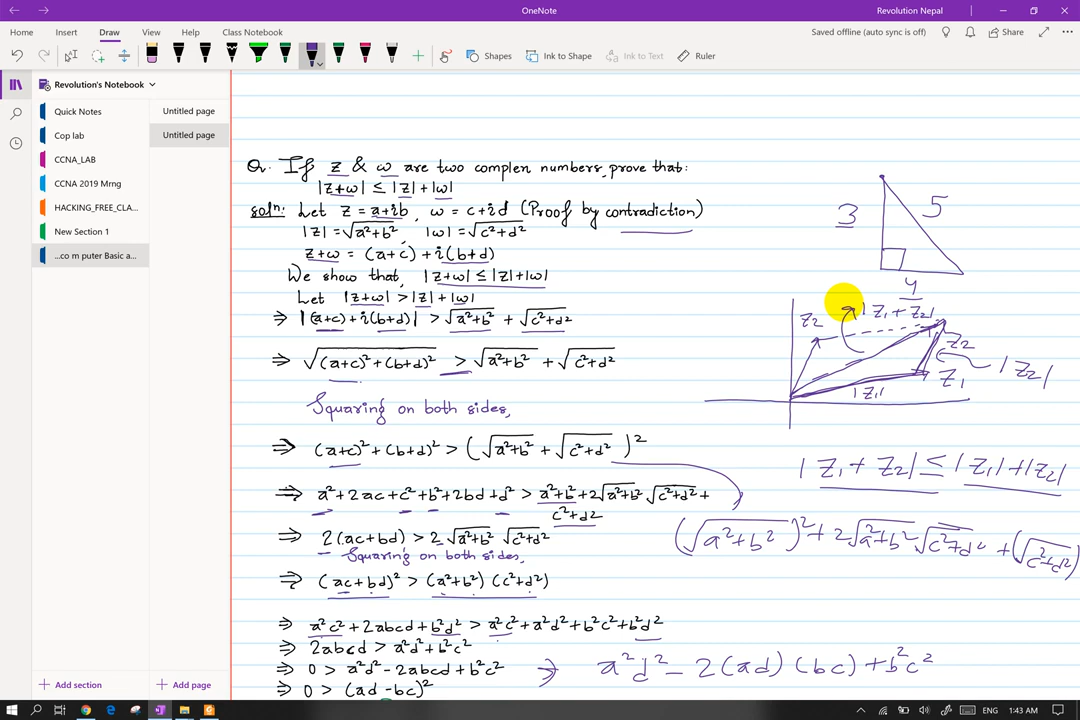 OneNote
Revolution Nepal
Home Insert Draw View Help Class Notebook
Saved offline (auto sync is off)
Share
Shapes Ink to Shape Ink to Text Ruler
Revolution's Notebook
Quick Notes
Cop lab
CCNA_LAB
CCNA 2019 Mrng
HACKING_FREE_CLA...
New Section 1
...co m puter Basic a...
Untitled page
Untitled page
Q. If z & ω are two complen numbers, prove that:
|z+ω| ≤ |z|+|ω|
soln: Let z = a+ib, ω = c+id (Proof by contradiction)
|z| = √(a²+b²), |ω| = √(c²+d²)
z+ω = (a+c)+i(b+d)
We show that, |z+ω| ≤ |z|+|ω|
Let |z+ω| > |z|+|ω|
⇒ |(a+c)+i(b+d)| > √(a²+b²) + √(c²+d²)
⇒ √((a+c)²+(b+d)²) > √(a²+b²) + √(c²+d²)
Squaring on both sides,
⇒ (a+c)²+(b+d)² > (√(a²+b²) + √(c²+d²))²
⇒ a²+2ac+c²+b²+2bd+d² > a²+b²+2√(a²+b²) √(c²+d²)+
c²+d²
⇒ 2(ac+bd) > 2√(a²+b²) √(c²+d²)
Squaring on both sides,
⇒ (ac+bd)² > (a²+b²)(c²+d²)
⇒ a²c²+2abcd+b²d² > a²c²+a²d²+b²c²+b²d²
⇒ 2abcd > a²d²+b²c²
⇒ 0 > a²d²-2abcd+b²c²
⇒ 0 > (ad-bc)²
3
5
4
z2
|z1+z2|
z2
z1
|z2|
|z1|
|z1+z2| ≤ |z1|+|z2|
(√(a²+b²))²+2√(a²+b²)√(c²+d²)+(√(c²+d²))
⇒ a²d²-2(ad)(bc)+b²c²
Add section
Add page
ENG 1:43 AM